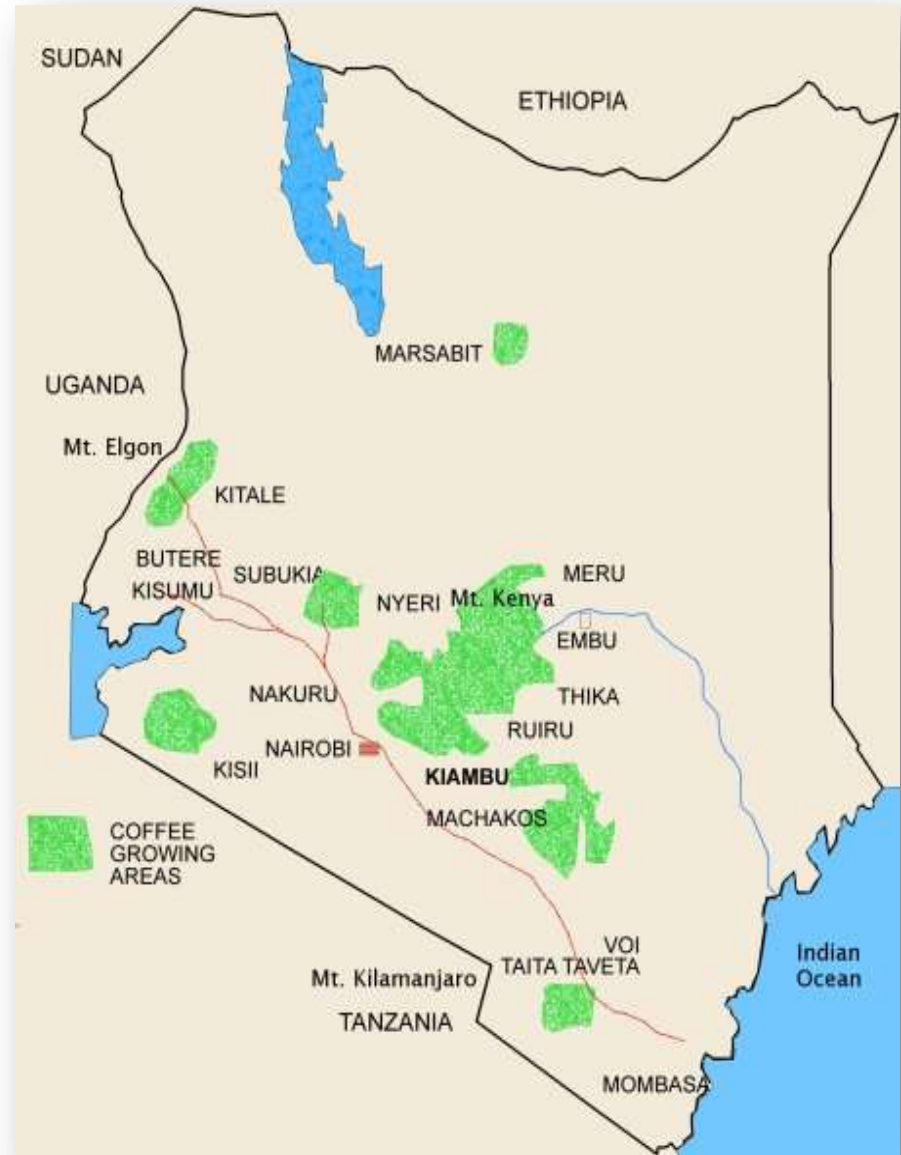 SUDAN
ETHIOPIA
MARSABIT
UGANDA
Mt. Elgon
KITALE
BUTERE
SUBUKIA
KISUMU
NYERI
Mt. Kenya
MERU
EMBU
NAKURU
THIKA
RUIRU
NAIROBI
KISII
KIAMBU
MACHAKOS
COFFEE
GROWING
AREAS
VOI
TAITA TAVETA
Indian
Ocean
Mt. Kilamanjaro
TANZANIA
MOMBASA